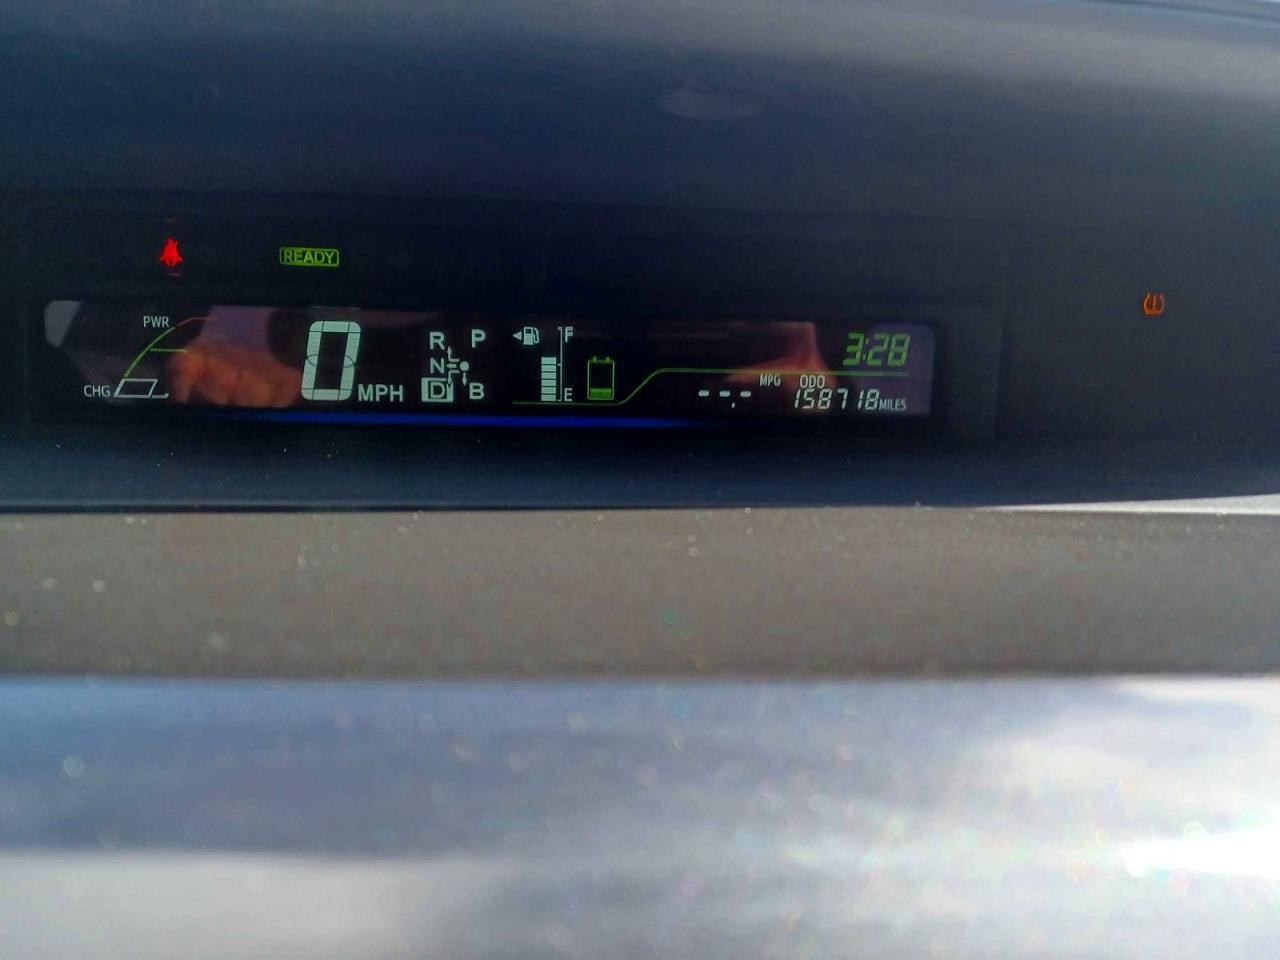 READY
PWR
CHG
0 MPH
R P
N
D B
F
E
3:28
--.- MPG
ODO
158718 MILES